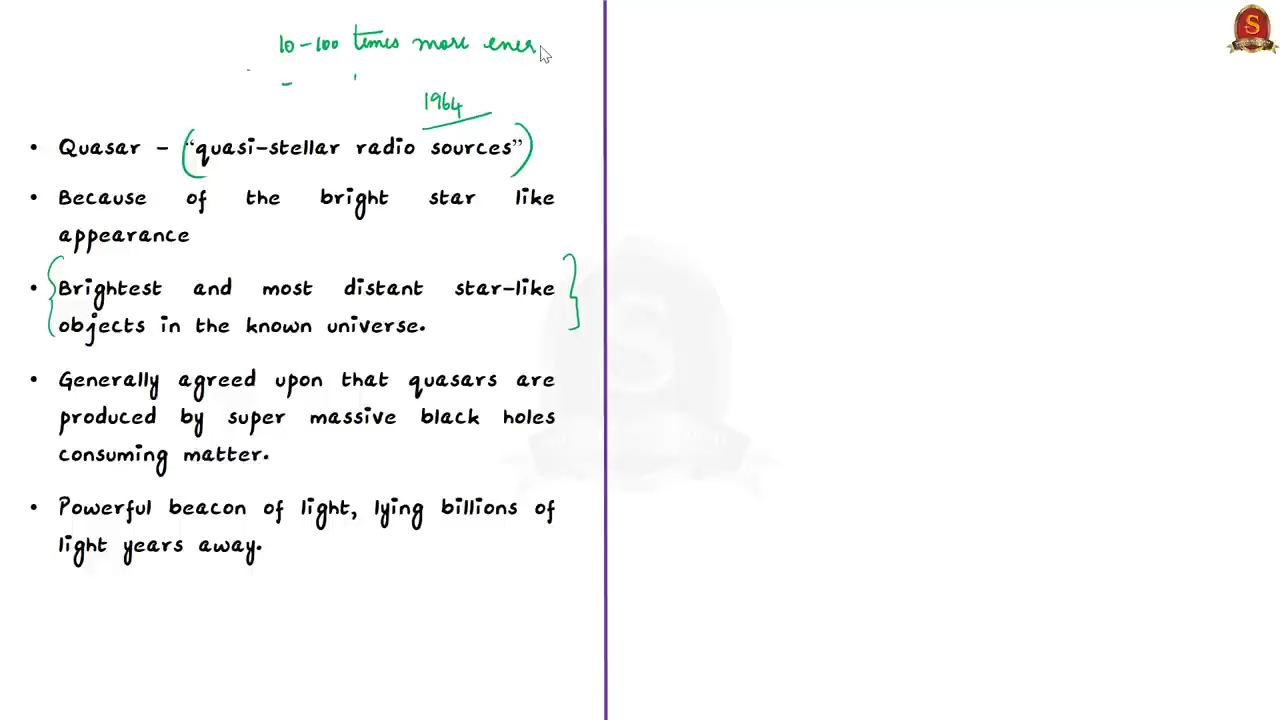 10-100 times more ener
1964
• Quasar – (“quasi-stellar radio sources”)
• Because of the bright star like
appearance
• {Brightest and most distant star-like
objects in the known universe.}
• Generally agreed upon that quasars are
produced by super massive black holes
consuming matter.
• Powerful beacon of light, lying billions of
light years away.
S
S